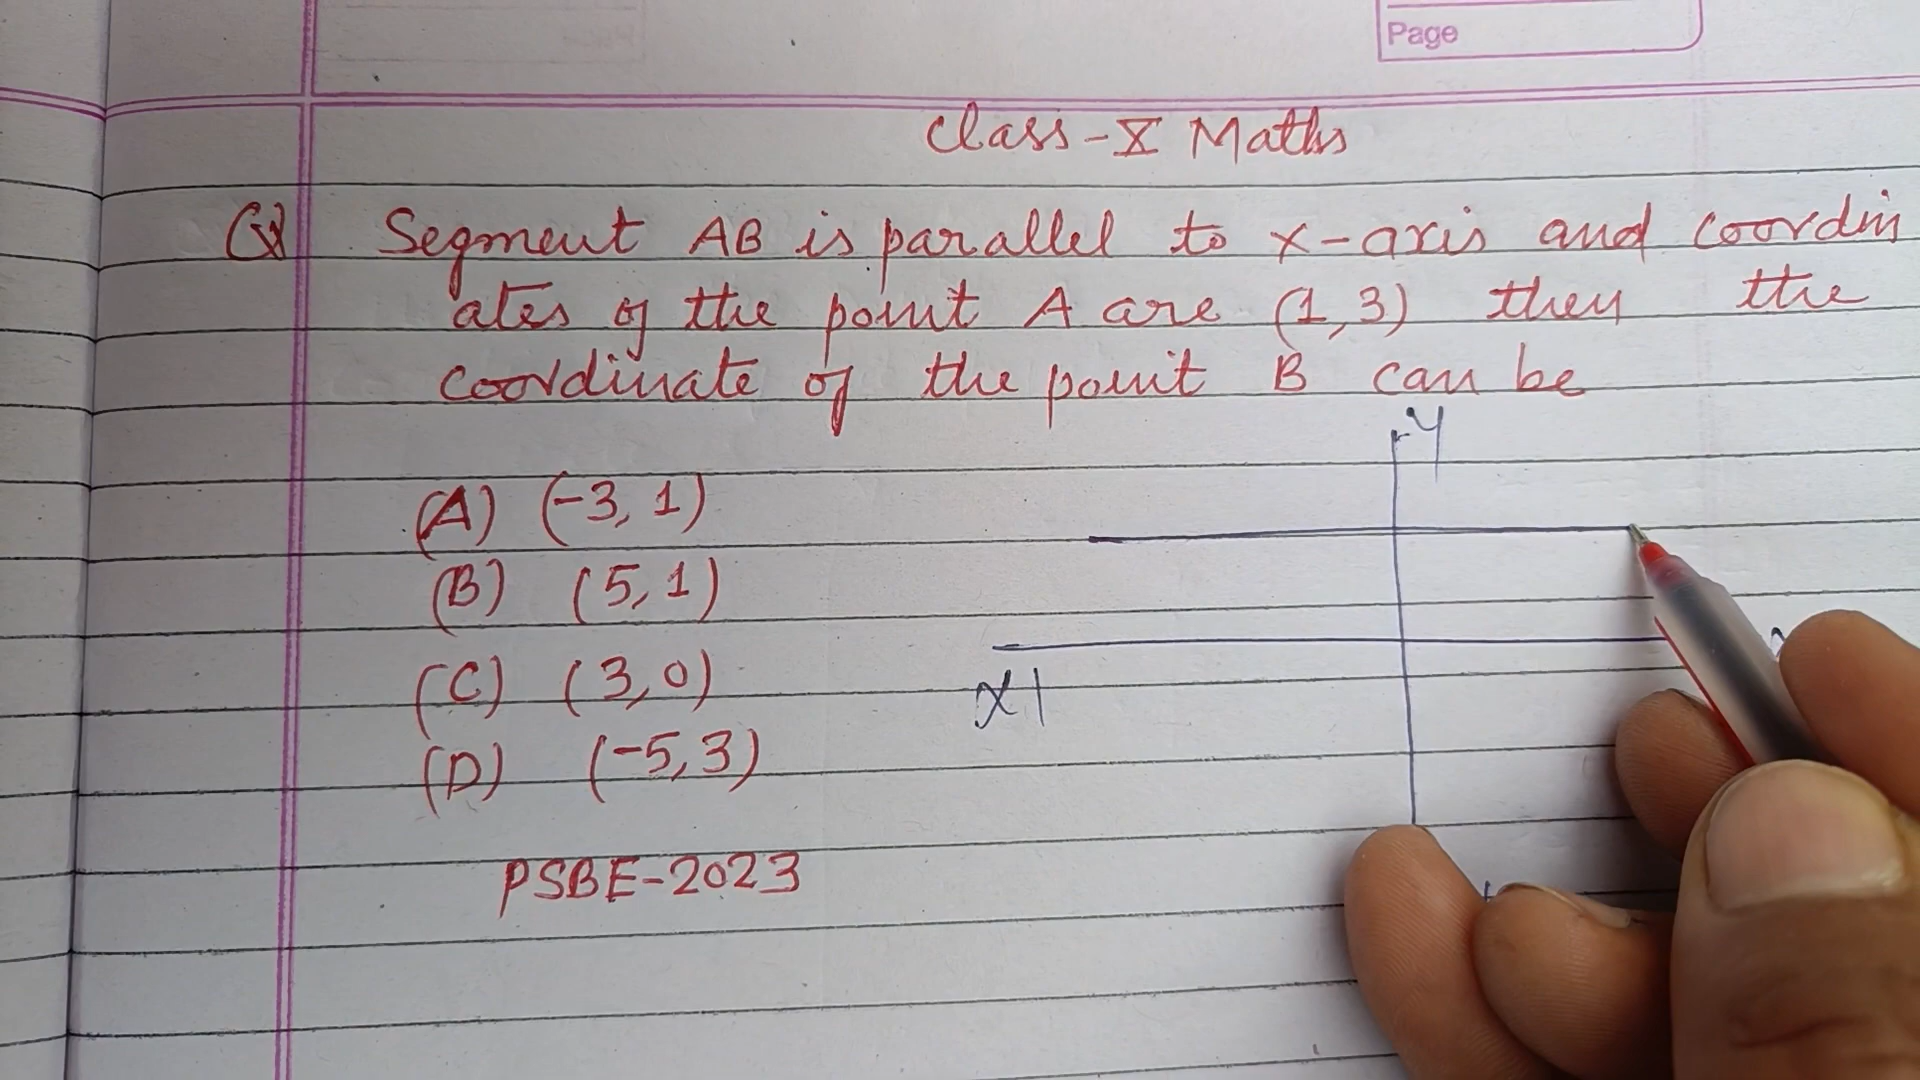 Page
Class-X Maths
Q Segment AB is parallel to x-axis and coordin
ates of the point A are (1,3) then the
coordinate of the point B can be
Y
(A) (-3, 1)
(B) (5, 1)
(C) (3, 0)
X|
(D) (-5, 3)
PSBE-2023